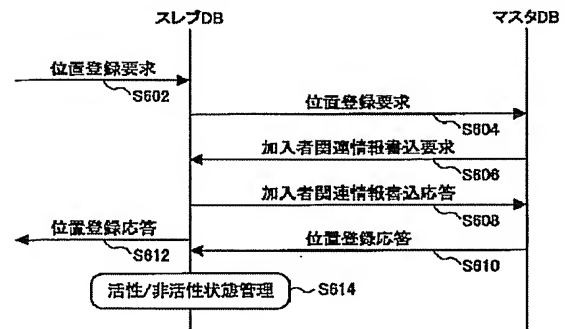 スレブDB
マスタDB
位置登録要求
S602
位置登録要求
S604
加入者関連情報書込要求
S606
加入者関連情報書込応答
S608
位置登録応答
S612
位置登録応答
S610
活性/非活性状態管理
S614